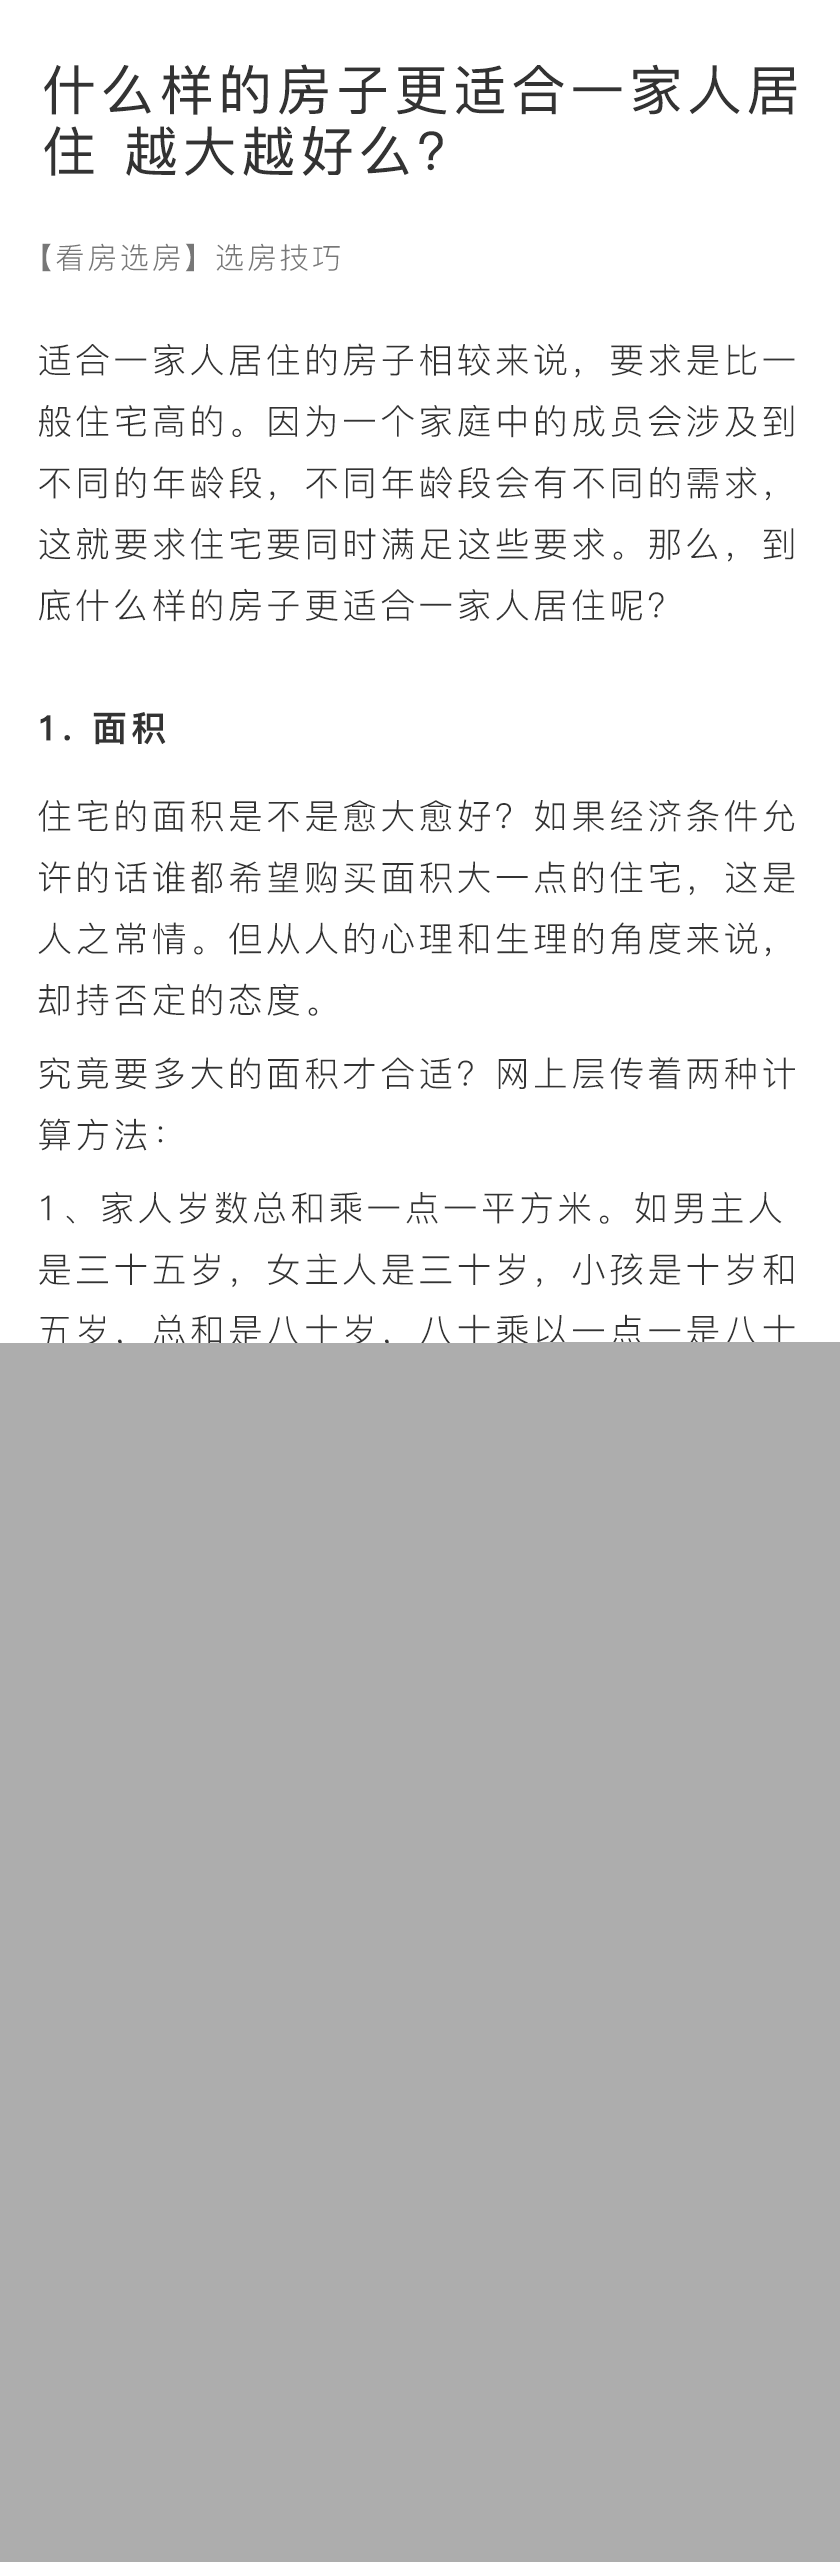 什么样的房子更适合一家人居
住 越大越好么？
【看房选房】选房技巧
适合一家人居住的房子相较来说，要求是比一
般住宅高的。因为一个家庭中的成员会涉及到
不同的年龄段，不同年龄段会有不同的需求，
这就要求住宅要同时满足这些要求。那么，到
底什么样的房子更适合一家人居住呢？
1. 面积
住宅的面积是不是愈大愈好？如果经济条件允
许的话谁都希望购买面积大一点的住宅，这是
人之常情。但从人的心理和生理的角度来说，
却持否定的态度。
究竟要多大的面积才合适？网上层传着两种计
算方法：
1、家人岁数总和乘一点一平方米。如男主人
是三十五岁，女主人是三十岁，小孩是十岁和
五岁，总和是八十岁，八十乘以一点一是八十